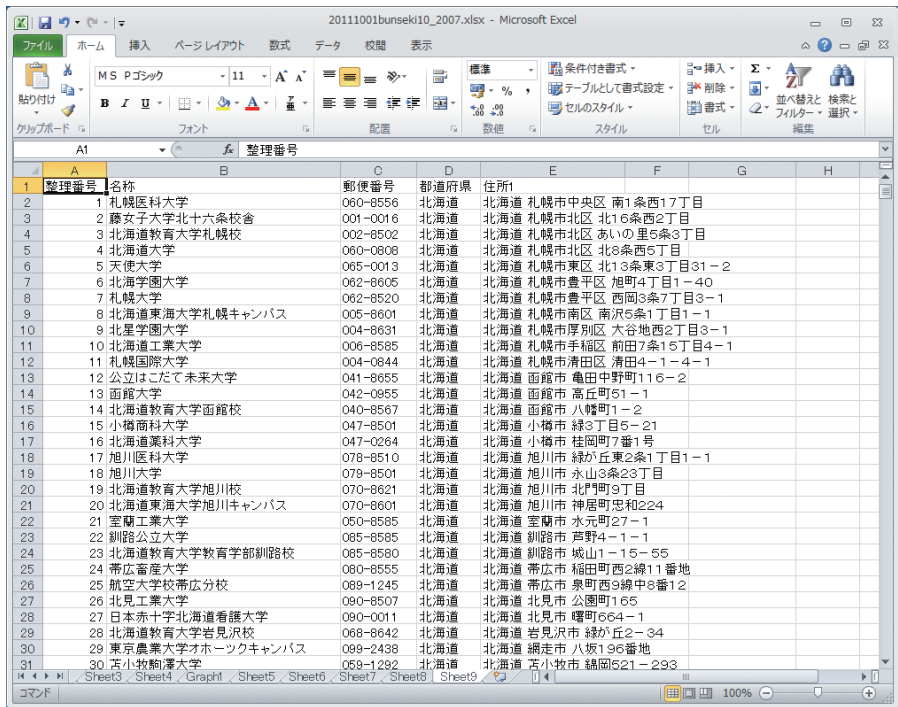 20111001bunseki10_2007.xlsx - Microsoft Excel
ファイル ホーム 挿入 ページ レイアウト 数式 データ 校閲 表示
貼り付け MS Pゴシック 11 A A 標準 条件付き書式 挿入 Σ
B I U A % , テーブルとして書式設定 削除 並べ替えと フィルター 検索と 選択
セルのスタイル 書式
クリップボード フォント 配置 数値 スタイル セル 編集
A1 fx 整理番号
A B C D E F G H
1 整理番号 名称 郵便番号 都道府県 住所1
2 1 札幌医科大学 060-8556 北海道 北海道 札幌市中央区 南1条西17丁目
3 2 藤女子大学北十六条校舎 001-0016 北海道 北海道 札幌市北区 北16条西2丁目
4 3 北海道教育大学札幌校 002-8502 北海道 北海道 札幌市北区 あいの里5条3丁目
5 4 北海道大学 060-0808 北海道 北海道 札幌市北区 北8条西5丁目
6 5 天使大学 065-0013 北海道 北海道 札幌市東区 北13条東3丁目31-2
7 6 北海学園大学 062-8605 北海道 北海道 札幌市豊平区 旭町4丁目1-40
8 7 札幌大学 062-8520 北海道 北海道 札幌市豊平区 西岡3条7丁目3-1
9 8 北海道東海大学札幌キャンパス 005-8601 北海道 北海道 札幌市南区 南沢5条1丁目1-1
10 9 北星学園大学 004-8631 北海道 北海道 札幌市厚別区 大谷地西2丁目3-1
11 10 北海道工業大学 006-8585 北海道 北海道 札幌市手稲区 前田7条15丁目4-1
12 11 札幌国際大学 004-0844 北海道 北海道 札幌市清田区 清田4-1-4-1
13 12 公立はこだて未来大学 041-8655 北海道 北海道 函館市 亀田中野町116-2
14 13 函館大学 042-0955 北海道 北海道 函館市 高丘町51-1
15 14 北海道教育大学函館校 040-8567 北海道 北海道 函館市 八幡町1-2
16 15 小樽商科大学 047-8501 北海道 北海道 小樽市 緑3丁目5-21
17 16 北海道薬科大学 047-0264 北海道 北海道 小樽市 桂岡町7番1号
18 17 旭川医科大学 078-8510 北海道 北海道 旭川市 緑が丘東2条1丁目1-1
19 18 旭川大学 079-8501 北海道 北海道 旭川市 永山3条23丁目
20 19 北海道教育大学旭川校 070-8621 北海道 北海道 旭川市 北門町9丁目
21 20 北海道東海大学旭川キャンパス 070-8601 北海道 北海道 旭川市 神居町忠和224
22 21 室蘭工業大学 050-8585 北海道 北海道 室蘭市 水元町27-1
23 22 釧路公立大学 085-8585 北海道 北海道 釧路市 芦野4-1-1
24 23 北海道教育大学教育学部釧路校 085-8580 北海道 北海道 釧路市 城山1-15-55
25 24 帯広畜産大学 080-8555 北海道 北海道 帯広市 稲田町西2線11番地
26 25 航空大学校帯広分校 089-1245 北海道 北海道 帯広市 泉町西9線中8番12
27 26 北見工業大学 090-8507 北海道 北海道 北見市 公園町165
28 27 日本赤十字北海道看護大学 090-0011 北海道 北海道 北見市 曙町664-1
29 28 北海道教育大学岩見沢校 068-8642 北海道 北海道 岩見沢市 緑が丘2-34
30 29 東京農業大学オホーツクキャンパス 099-2438 北海道 北海道 網走市 八坂196番地
31 30 苫小牧駒澤大学 059-1292 北海道 北海道 苫小牧市 錦岡521-293
Sheet3 Sheet4 Graph1 Sheet5 Sheet6 Sheet7 Sheet8 Sheet9
コマンド 100%